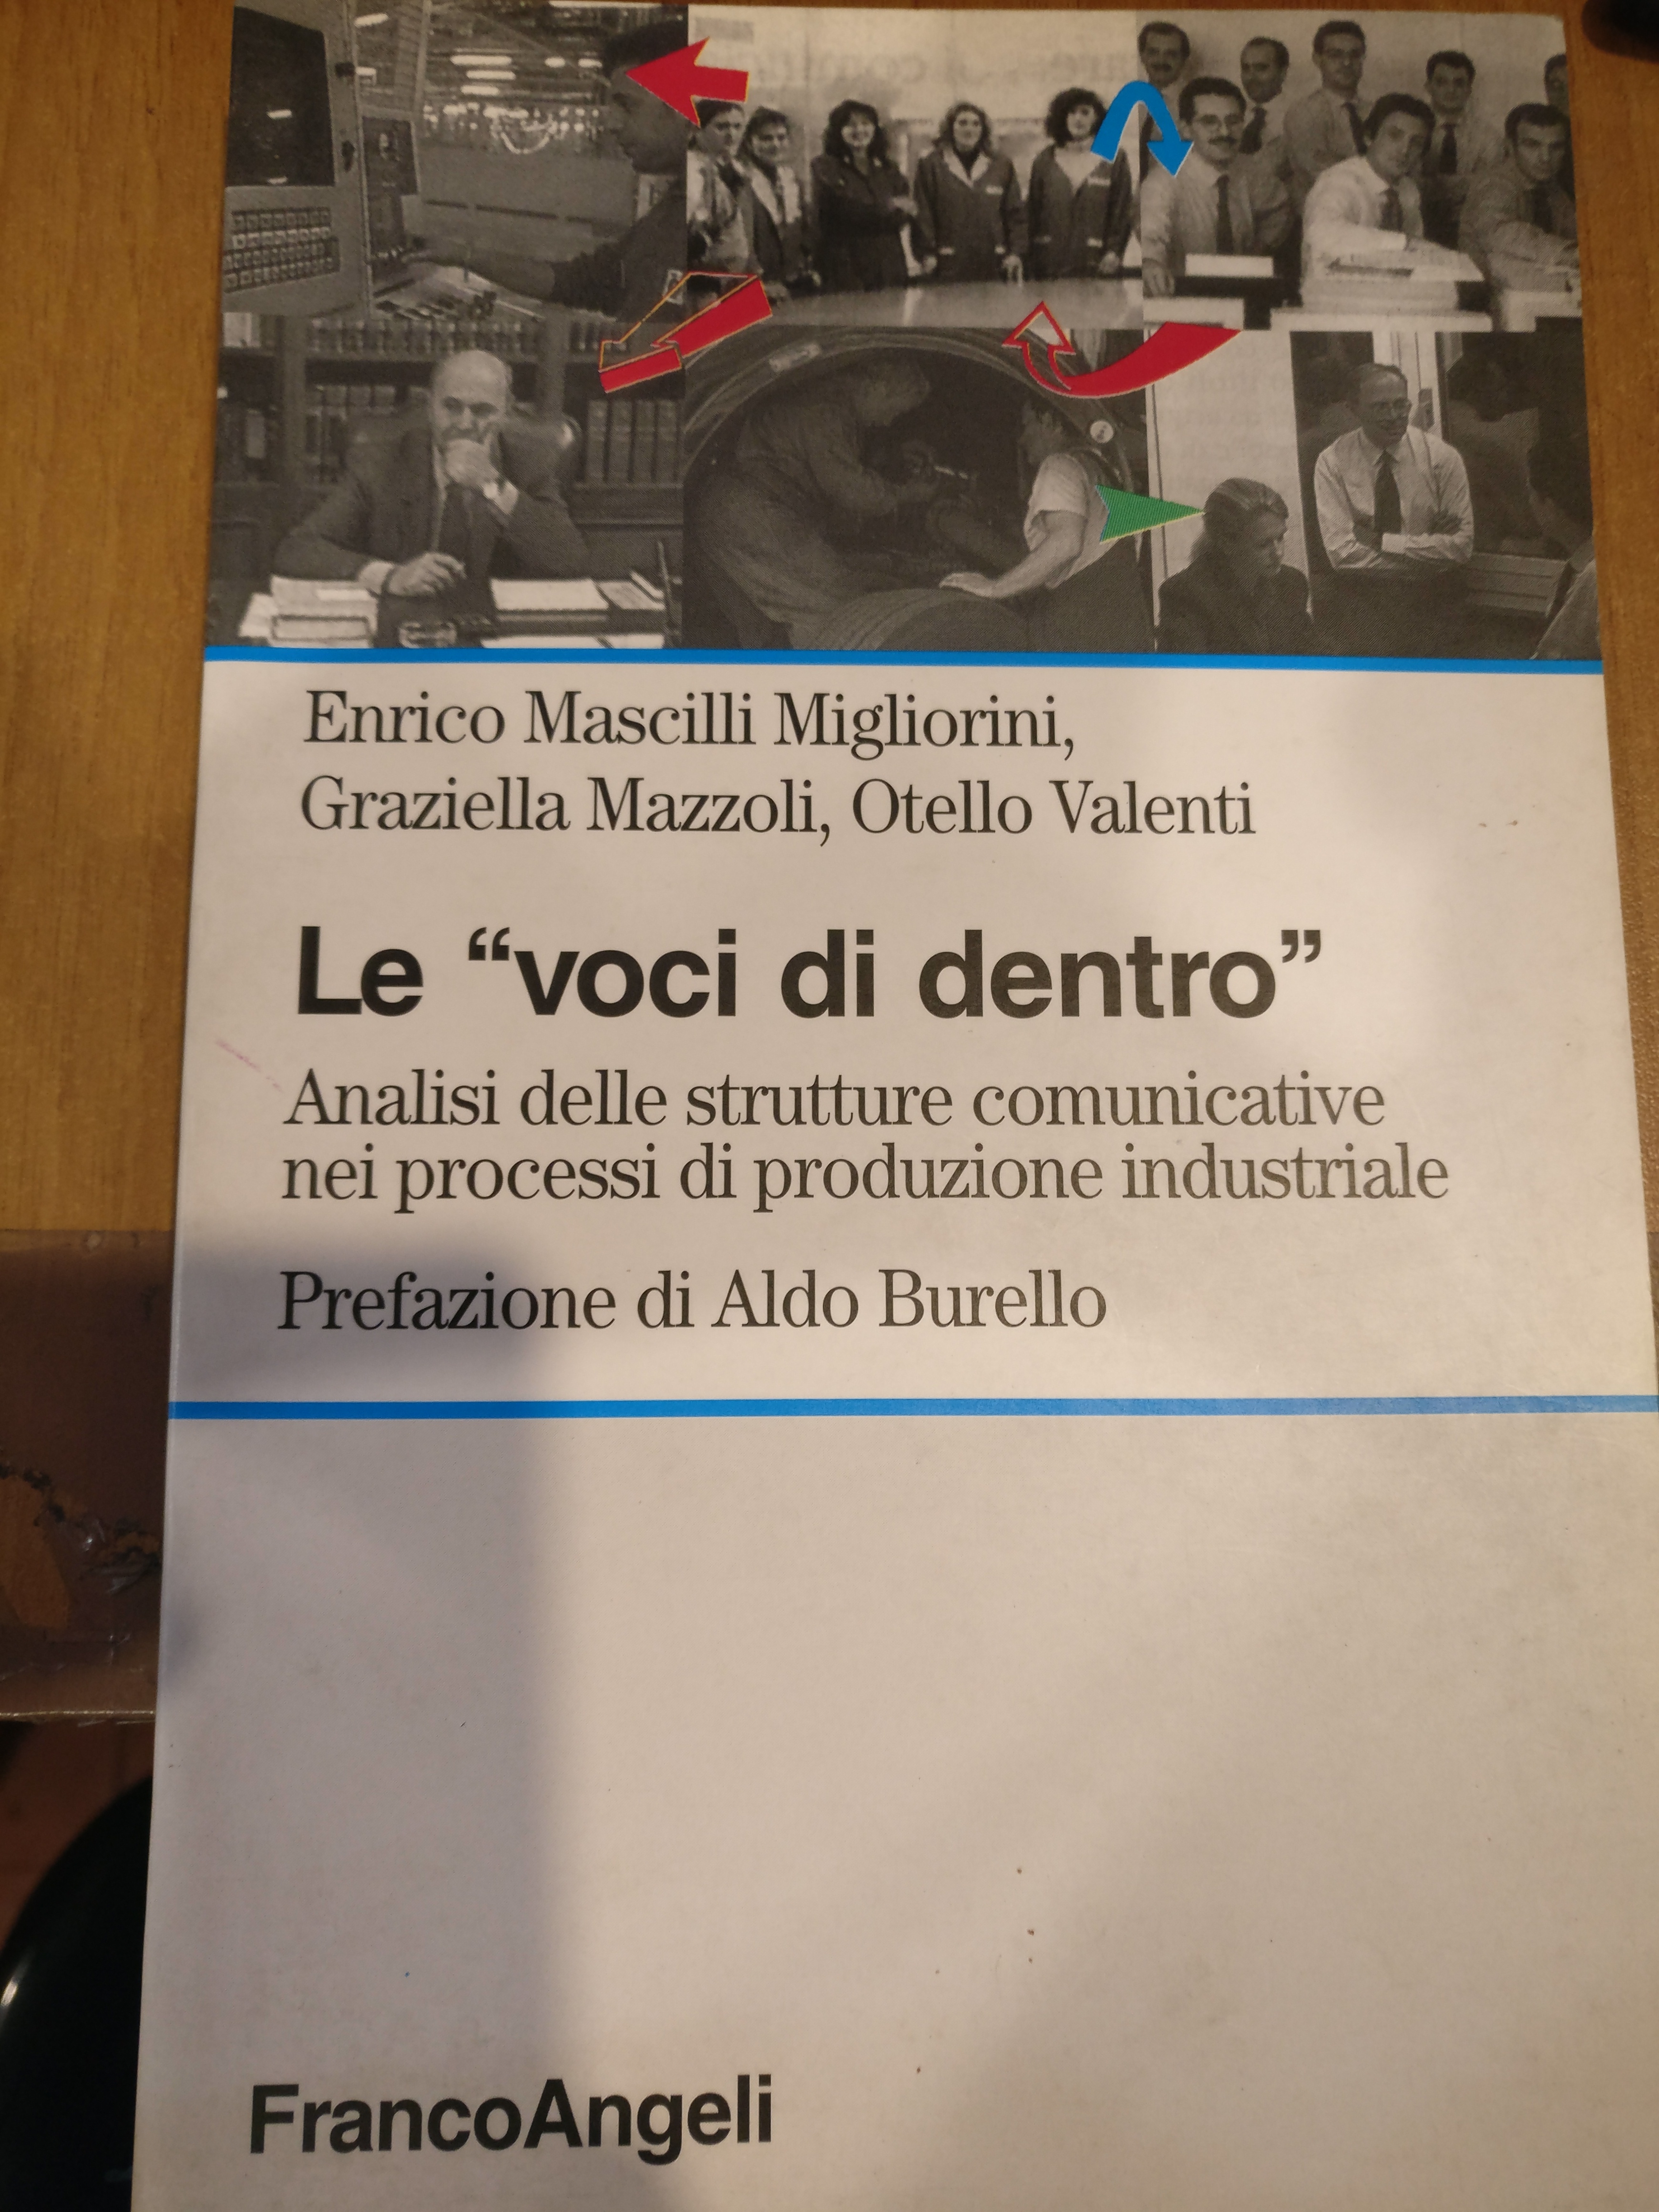 Enrico Mascilli Migliorini,
Graziella Mazzoli, Otello Valenti
Le “voci di dentro”
Analisi delle strutture comunicative
nei processi di produzione industriale
Prefazione di Aldo Burello
FrancoAngeli